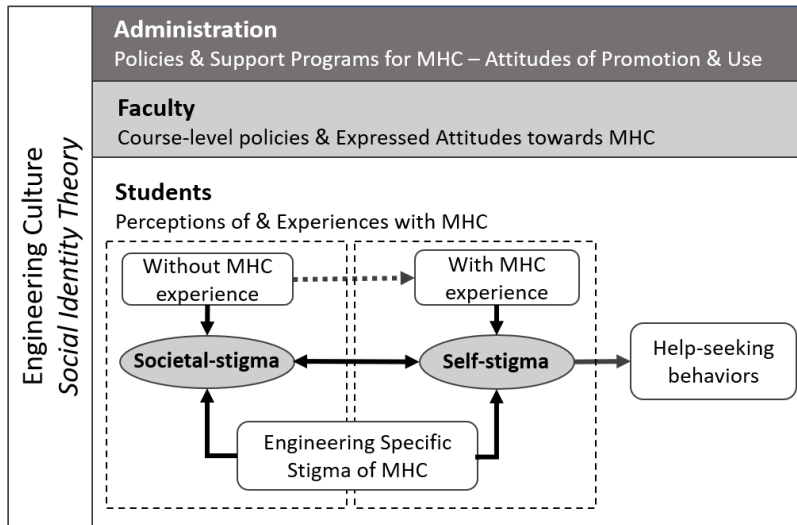 Engineering Culture
Social Identity Theory
Administration
Policies & Support Programs for MHC – Attitudes of Promotion & Use
Faculty
Course-level policies & Expressed Attitudes towards MHC
Students
Perceptions of & Experiences with MHC
Without MHC
experience
With MHC
experience
Societal-stigma
Self-stigma
Help-seeking
behaviors
Engineering Specific
Stigma of MHC